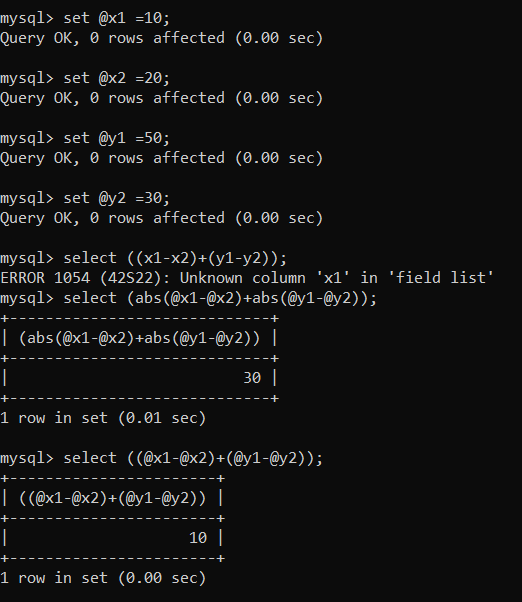 mysql> set @x1 =10;
Query OK, 0 rows affected (0.00 sec)
mysql> set @x2 =20;
Query OK, 0 rows affected (0.00 sec)
mysql> set @y1 =50;
Query OK, 0 rows affected (0.00 sec)
mysql> set @y2 =30;
Query OK, 0 rows affected (0.00 sec)
mysql> select ((x1-x2)+(y1-y2));
ERROR 1054 (42S22): Unknown column 'x1' in 'field list'
mysql> select (abs(@x1-@x2)+abs(@y1-@y2));
+-----------------------------+
| (abs(@x1-@x2)+abs(@y1-@y2)) |
+-----------------------------+
|                          30 |
+-----------------------------+
1 row in set (0.01 sec)
mysql> select ((@x1-@x2)+(@y1-@y2));
+-----------------------+
| ((@x1-@x2)+(@y1-@y2)) |
+-----------------------+
|                    10 |
+-----------------------+
1 row in set (0.00 sec)